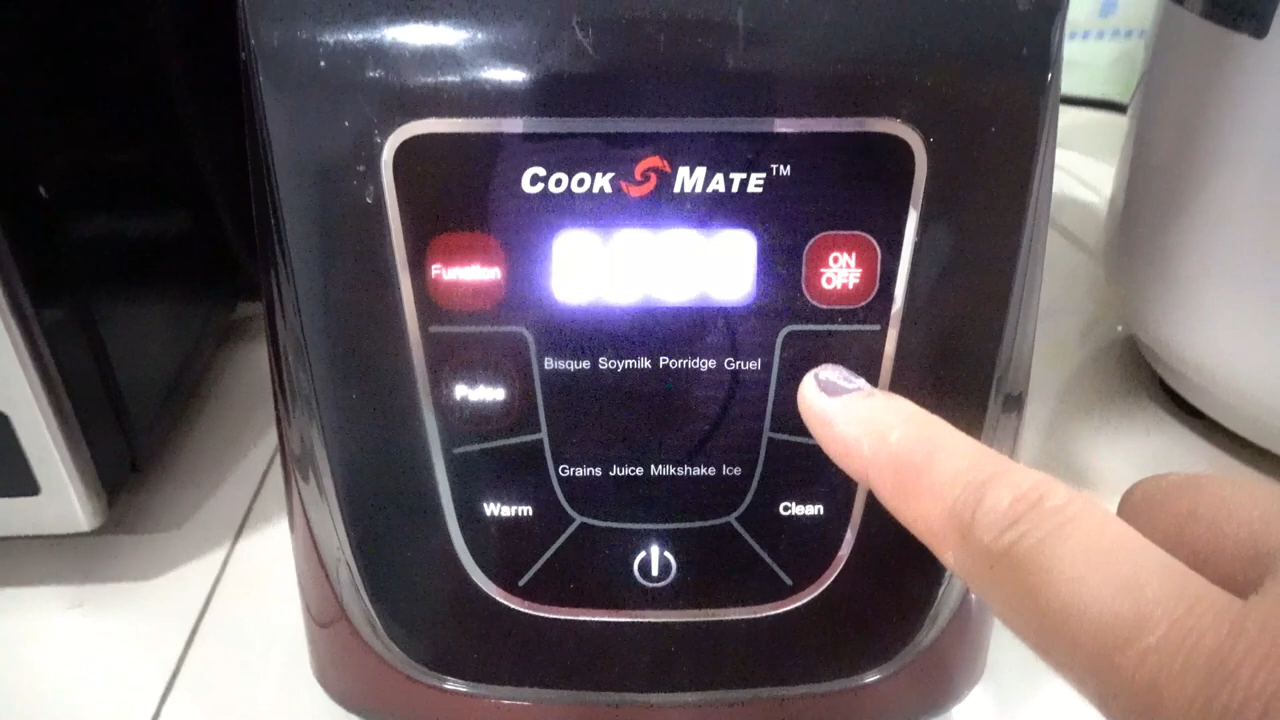 COOK MATE™
Function
ON
OFF
Bisque Soymilk Porridge Gruel
Pulse
Grains Juice Milkshake Ice
Warm
Clean